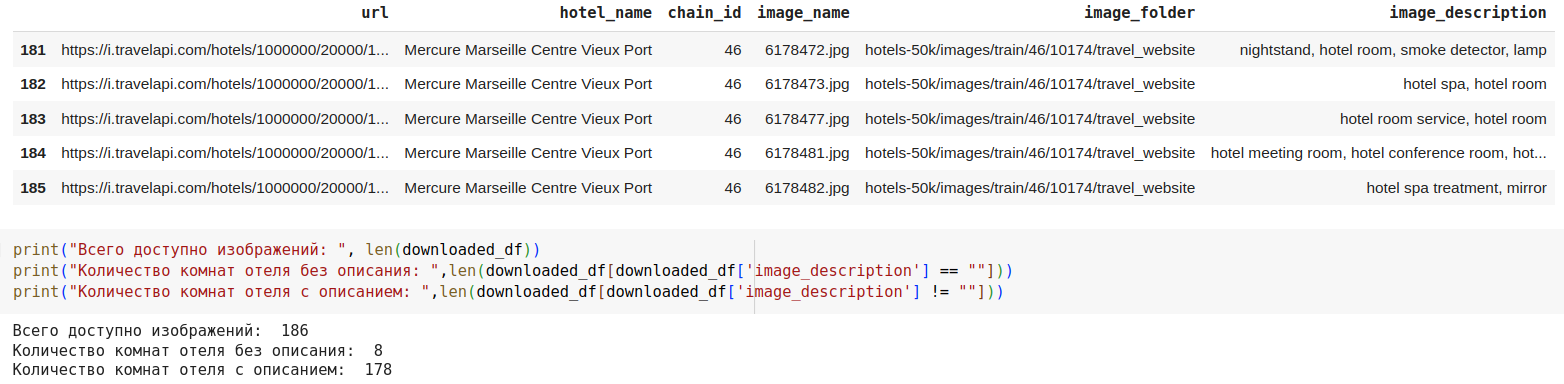 url hotel_name chain_id image_name image_folder image_description
181 https://i.travelapi.com/hotels/1000000/20000/1... Mercure Marseille Centre Vieux Port 46 6178472.jpg hotels-50k/images/train/46/10174/travel_website nightstand, hotel room, smoke detector, lamp
182 https://i.travelapi.com/hotels/1000000/20000/1... Mercure Marseille Centre Vieux Port 46 6178473.jpg hotels-50k/images/train/46/10174/travel_website hotel spa, hotel room
183 https://i.travelapi.com/hotels/1000000/20000/1... Mercure Marseille Centre Vieux Port 46 6178477.jpg hotels-50k/images/train/46/10174/travel_website hotel room service, hotel room
184 https://i.travelapi.com/hotels/1000000/20000/1... Mercure Marseille Centre Vieux Port 46 6178481.jpg hotels-50k/images/train/46/10174/travel_website hotel meeting room, hotel conference room, hot...
185 https://i.travelapi.com/hotels/1000000/20000/1... Mercure Marseille Centre Vieux Port 46 6178482.jpg hotels-50k/images/train/46/10174/travel_website hotel spa treatment, mirror
print("Всего доступно изображений: ", len(downloaded_df))
print("Количество комнат отеля без описания: ",len(downloaded_df[downloaded_df['image_description'] == ""]))
print("Количество комнат отеля с описанием: ",len(downloaded_df[downloaded_df['image_description'] != ""]))
Всего доступно изображений:  186
Количество комнат отеля без описания:  8
Количество комнат отеля с описанием:  178